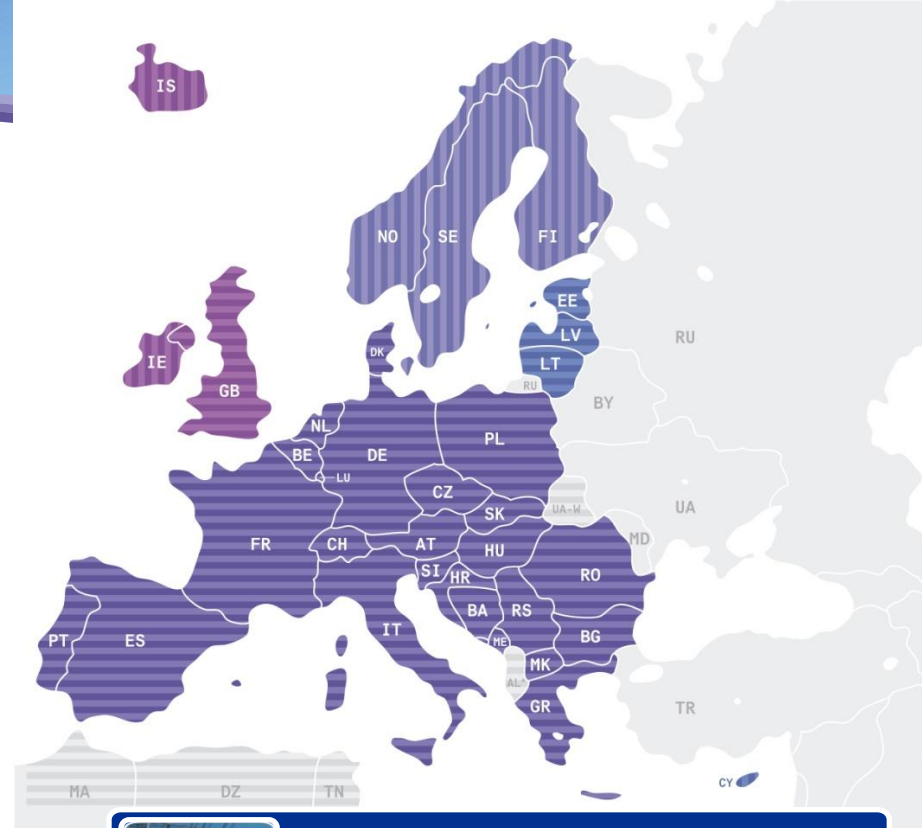 IS
NO
SE
FI
EE
LV
LT
RU
RU
BY
DK
IE
GB
NL
BE
LU
DE
PL
CZ
SK
UA-W
UA
MD
FR
CH
AT
HU
RO
SI
HR
BA
RS
BG
ME
IT
MK
AL*
GR
PT
ES
TR
CY
MA
DZ
TN